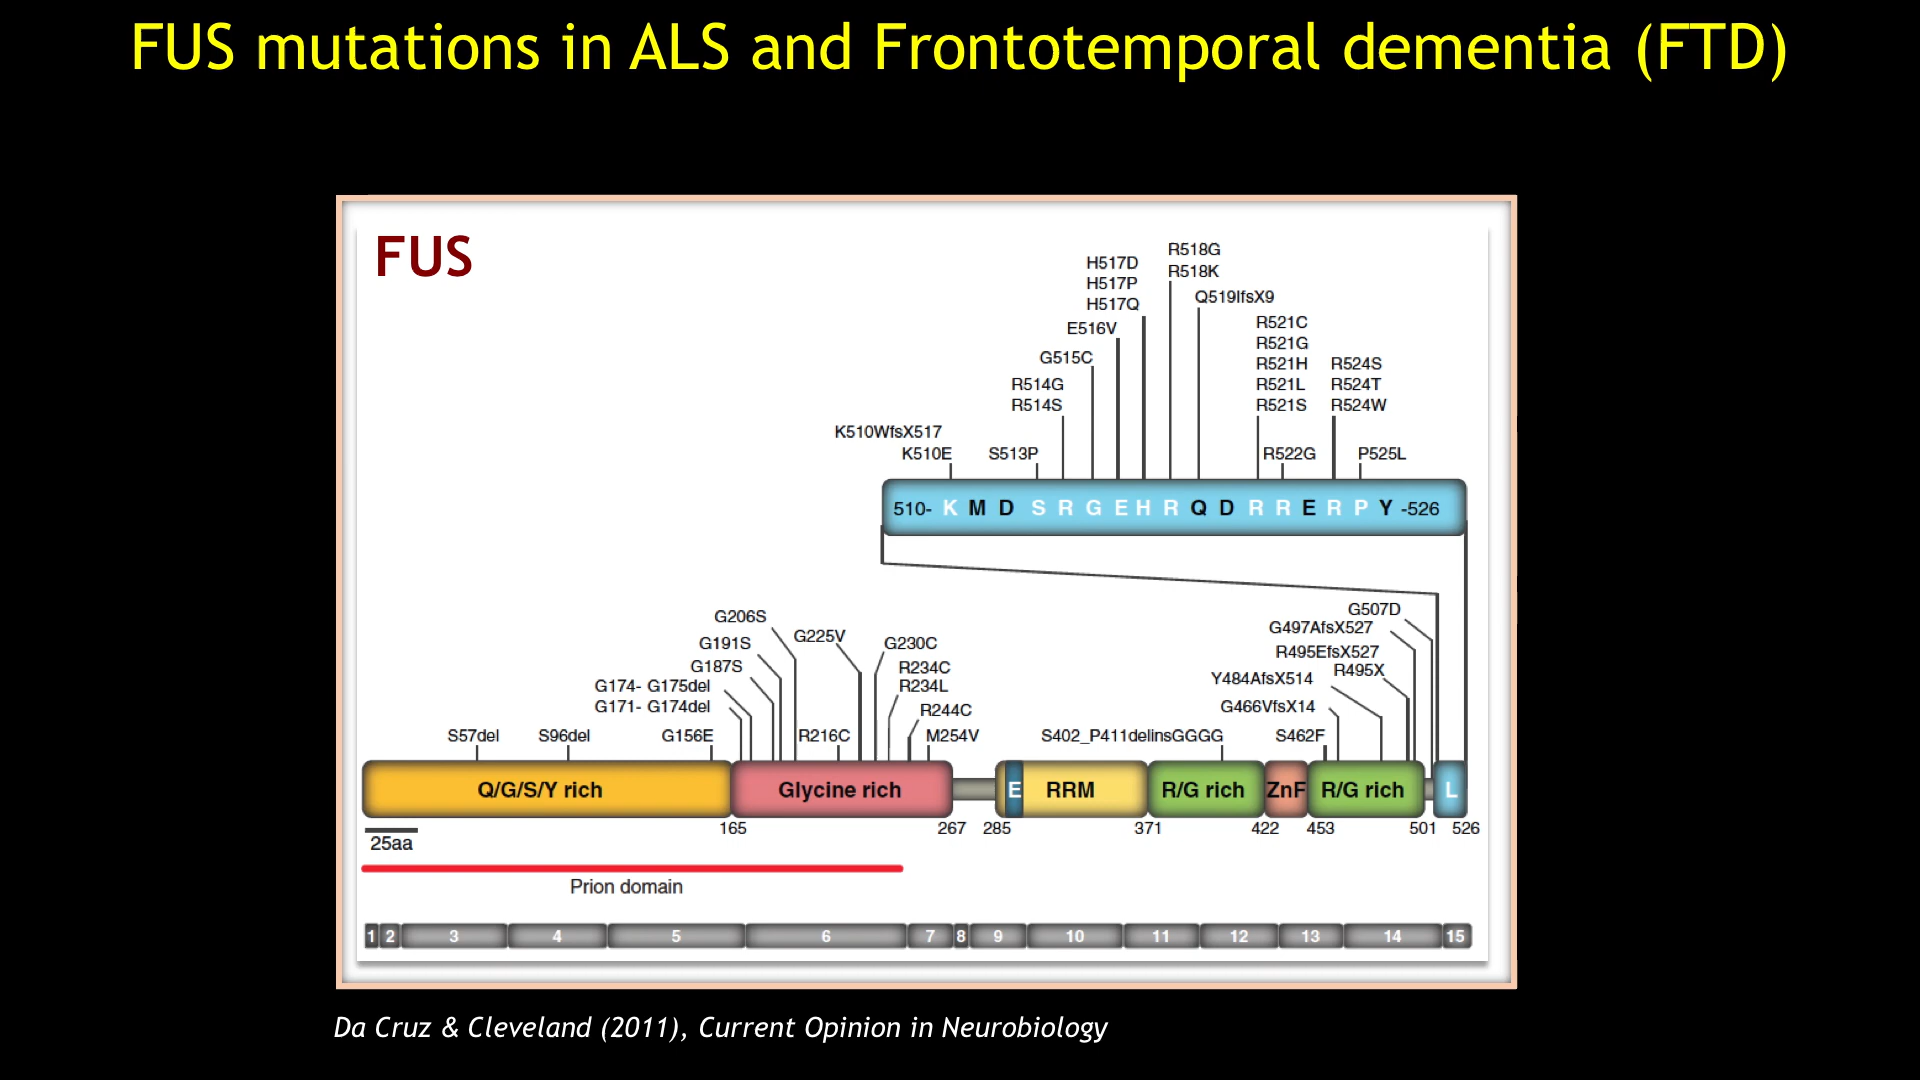 FUS mutations in ALS and Frontotemporal dementia (FTD)
FUS
R518G
R518K
H517D
H517P
H517Q
Q519IfsX9
E516V
R521C
R521G
R521H
R521L
R521S
R524S
R524T
R524W
G515C
R514G
R514S
K510WfsX517
K510E
S513P
R522G
P525L
510- K M D S R G E H R Q D R R E R P Y -526
G206S
G191S
G187S
G174- G175del
G171- G174del
G225V
G230C
R234C
R234L
R244C
G507D
G497AfsX527
R495EfsX527
R495X
Y484AfsX514
G466VfsX14
S57del
S96del
G156E
R216C
M254V
S402_P411delinsGGGG
S462F
Q/G/S/Y rich
Glycine rich
E
RRM
R/G rich
ZnF
R/G rich
L
165 267 285 371 422 453 501 526
25aa
Prion domain
1 2 3 4 5 6 7 8 9 10 11 12 13 14 15
Da Cruz & Cleveland (2011), Current Opinion in Neurobiology